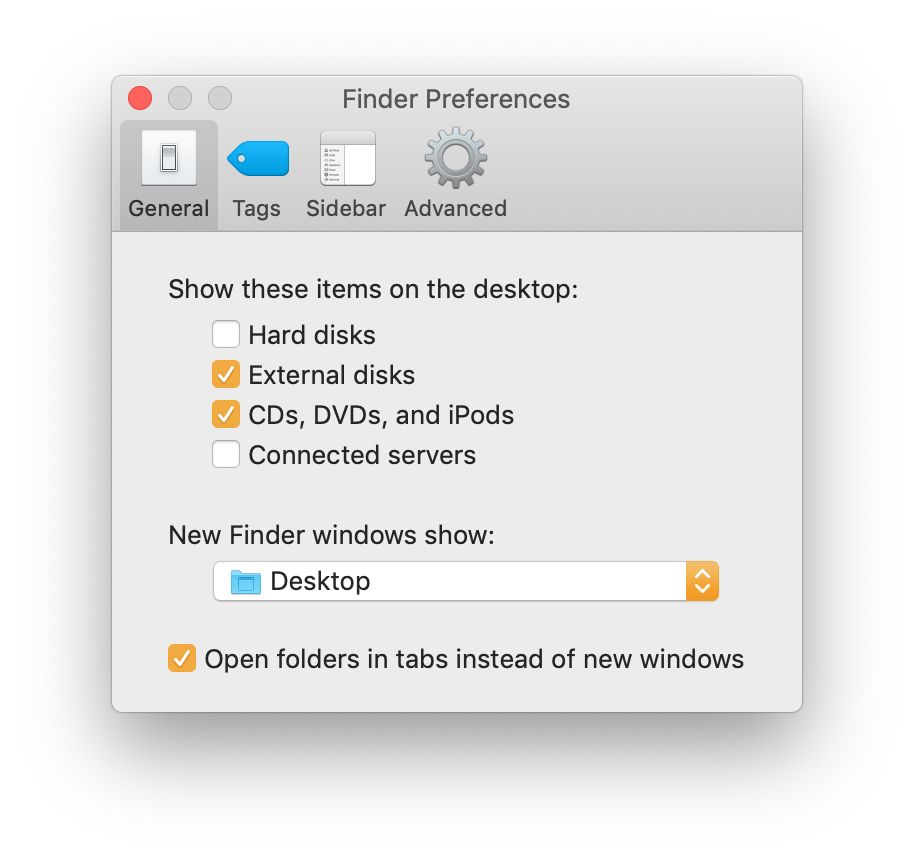 Finder Preferences
General Tags Sidebar Advanced
Show these items on the desktop:
Hard disks
External disks
CDs, DVDs, and iPods
Connected servers
New Finder windows show:
Desktop
Open folders in tabs instead of new windows